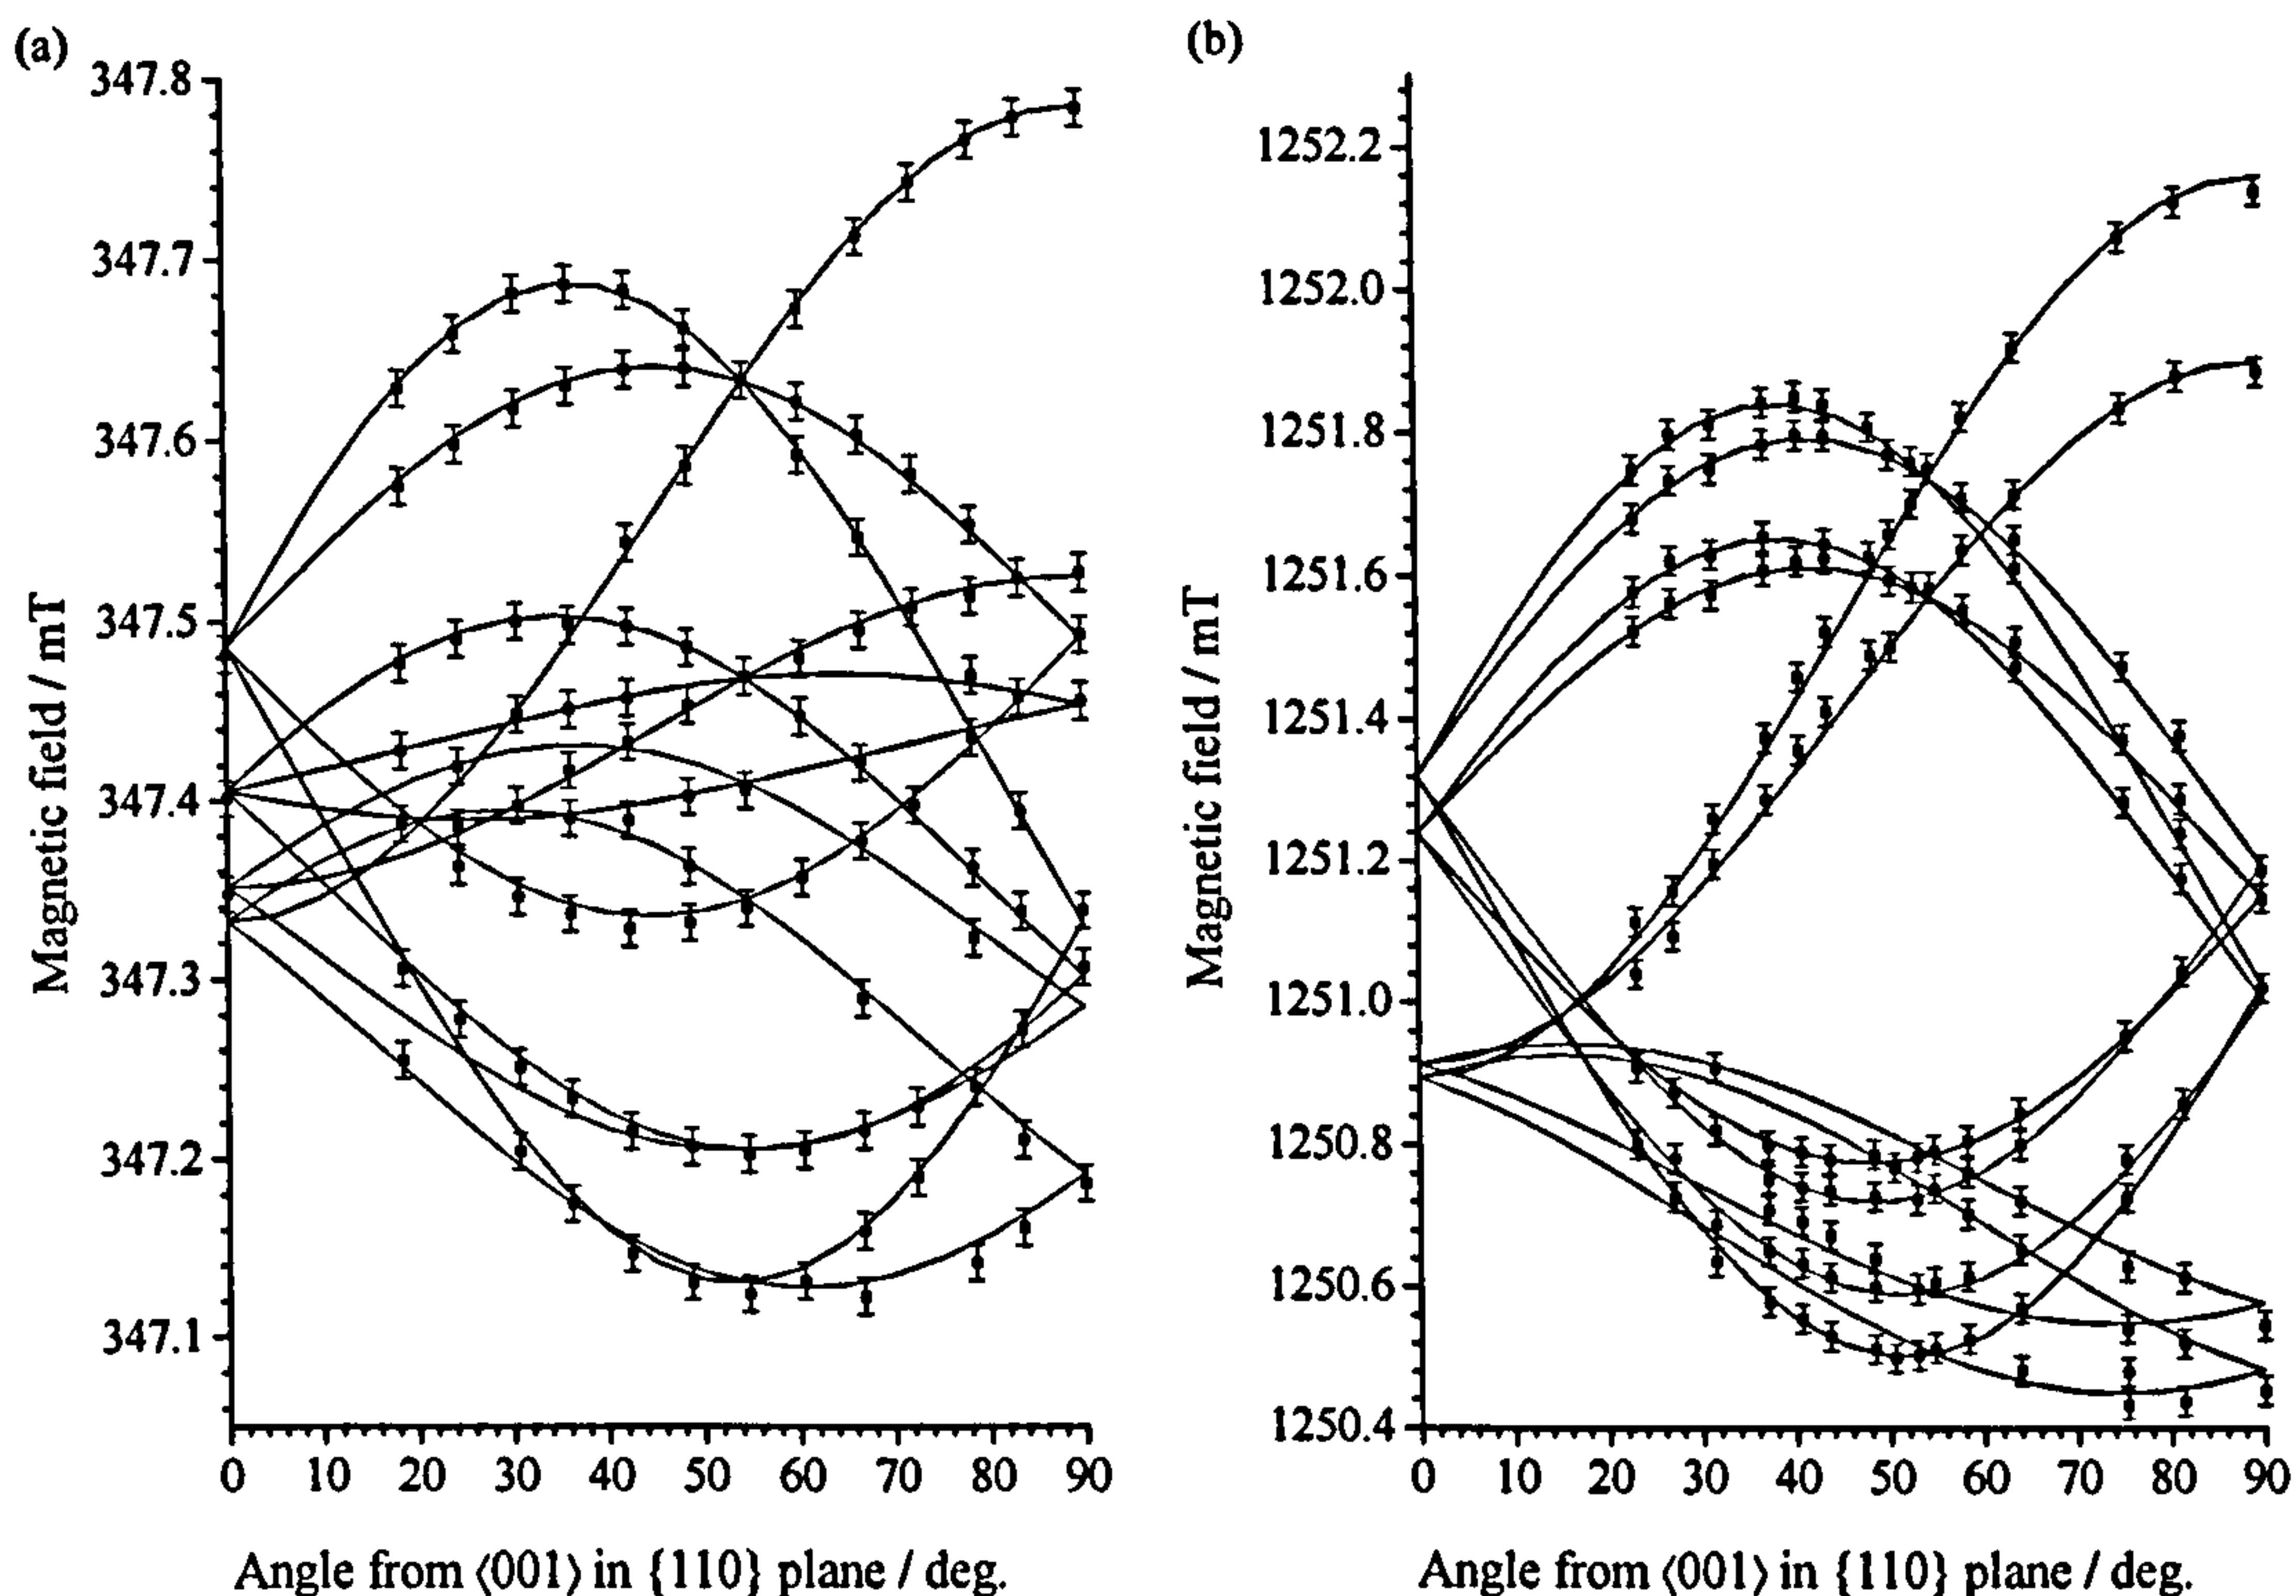 (a)
347.8
347.7
347.6
347.5
347.4
347.3
347.2
347.1
Magnetic field / mT
0 10 20 30 40 50 60 70 80 90
Angle from ⟨001⟩ in {110} plane / deg.
(b)
1252.2
1252.0
1251.8
1251.6
1251.4
1251.2
1251.0
1250.8
1250.6
1250.4
Magnetic field / mT
0 10 20 30 40 50 60 70 80 90
Angle from ⟨001⟩ in {110} plane / deg.